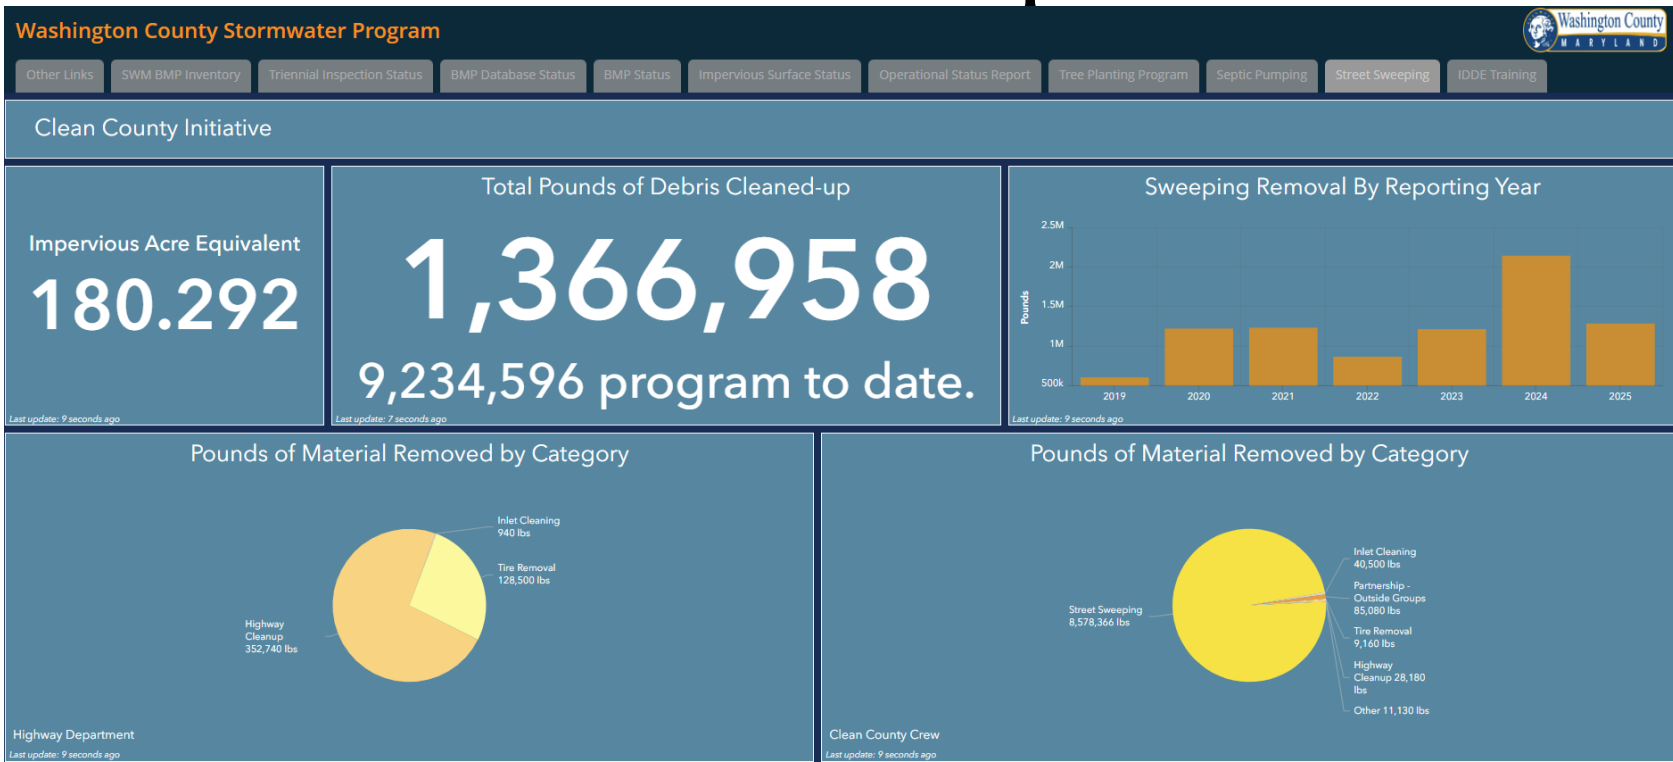 Washington County Stormwater Program
Washington County
MARYLAND
Other Links
SWM BMP Inventory
Triennial Inspection Status
BMP Database Status
BMP Status
Impervious Surface Status
Operational Status Report
Tree Planting Program
Septic Pumping
Street Sweeping
IDDE Training
Clean County Initiative
Impervious Acre Equivalent
180.292
Last update: 9 seconds ago
Total Pounds of Debris Cleaned-up
1,366,958
9,234,596 program to date.
Last update: 7 seconds ago
Sweeping Removal By Reporting Year
2.5M
2M
1.5M
1M
500k
Pounds
2019
2020
2021
2022
2023
2024
2025
Last update: 9 seconds ago
Pounds of Material Removed by Category
Inlet Cleaning
940 lbs
Tire Removal
128,500 lbs
Highway
Cleanup
352,740 lbs
Highway Department
Last update: 9 seconds ago
Pounds of Material Removed by Category
Street Sweeping
8,578,366 lbs
Inlet Cleaning
40,500 lbs
Partnership -
Outside Groups
85,080 lbs
Tire Removal
9,160 lbs
Highway
Cleanup 28,180
lbs
Other 11,130 lbs
Clean County Crew
Last update: 9 seconds ago